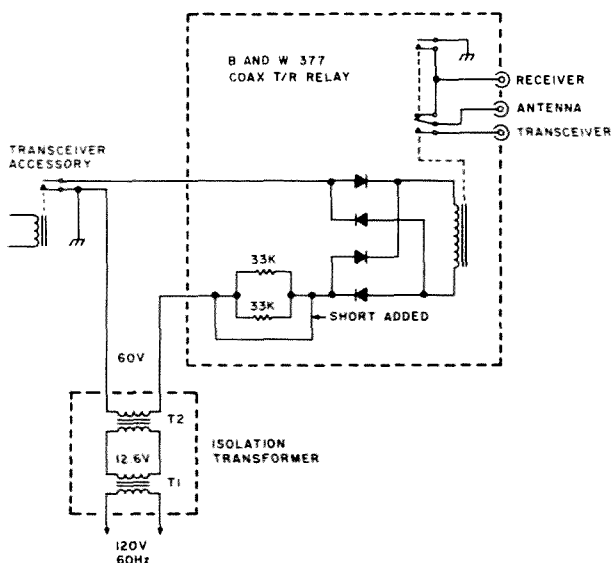 B AND W 377
COAX T/R RELAY
RECEIVER
ANTENNA
TRANSCEIVER
TRANSCEIVER
ACCESSORY
33K
33K
SHORT ADDED
60V
T2
ISOLATION
TRANSFORMER
12 6V
T1
120V
60Hz